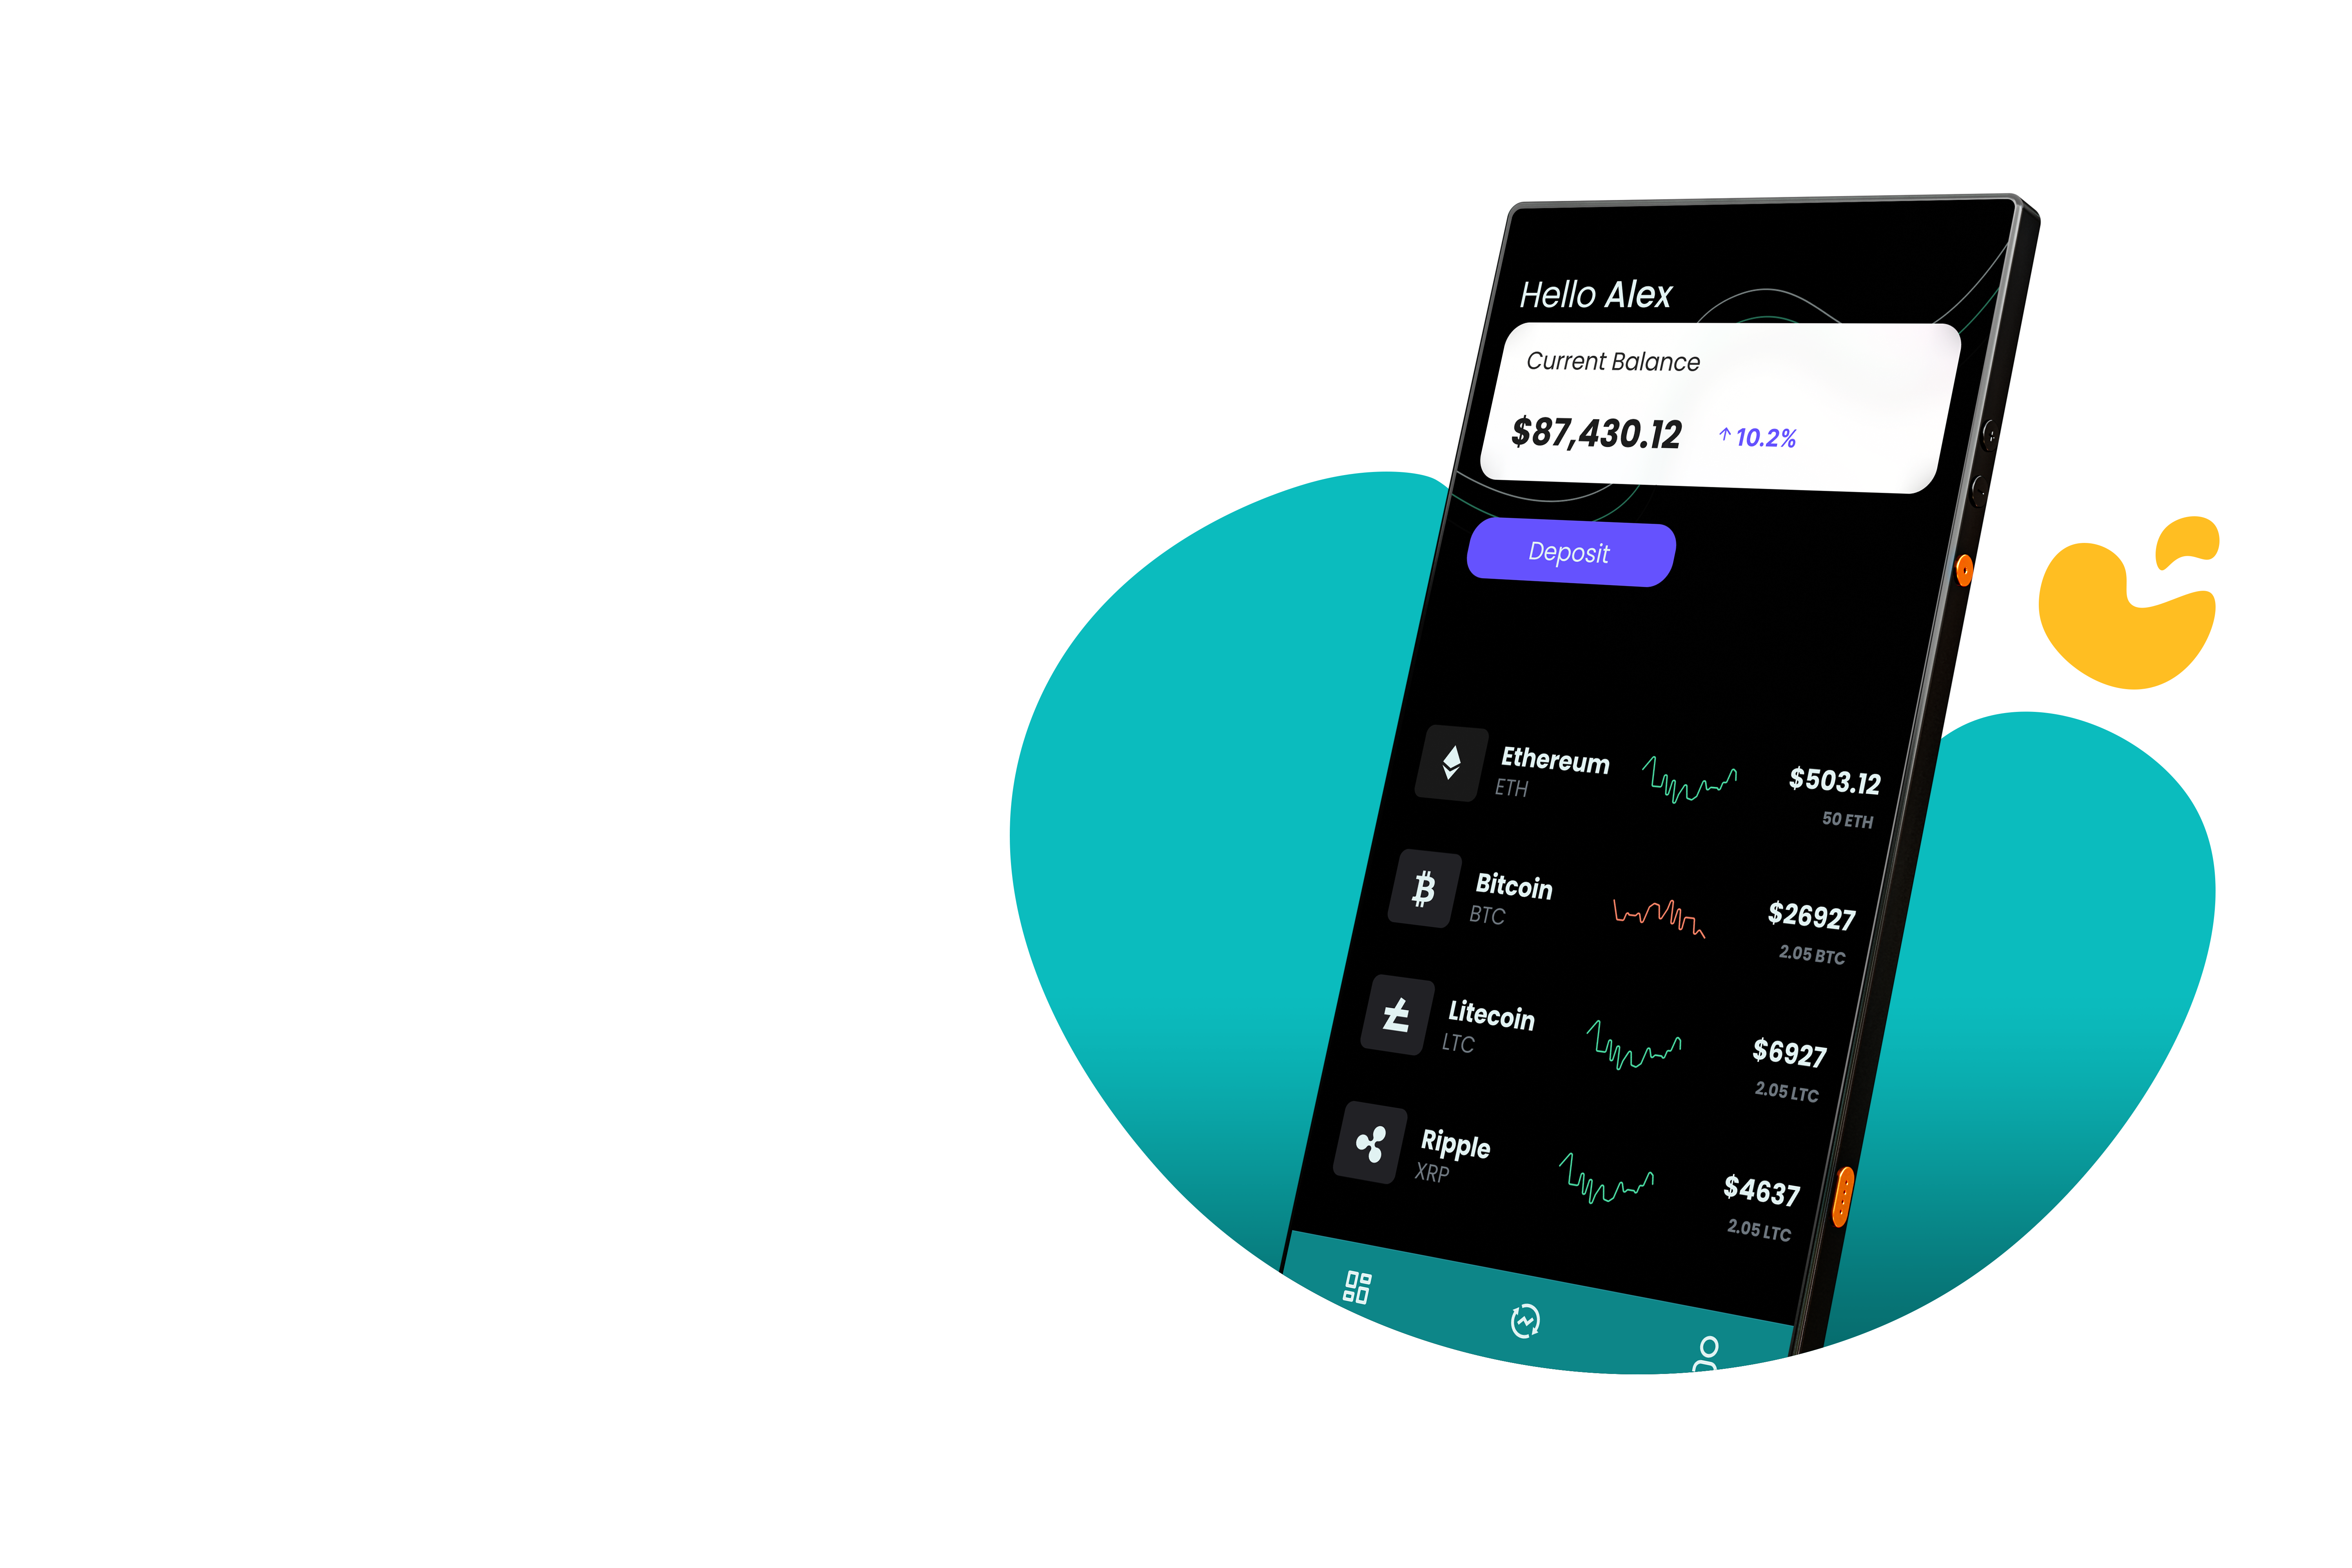 Hello Alex
Current Balance
$87,430.12 ↑ 10.2%
Deposit
Ethereum
ETH
$503.12
50 ETH
Bitcoin
BTC
$26927
2.05 BTC
Litecoin
LTC
$6927
2.05 LTC
Ripple
XRP
$4637
2.05 LTC